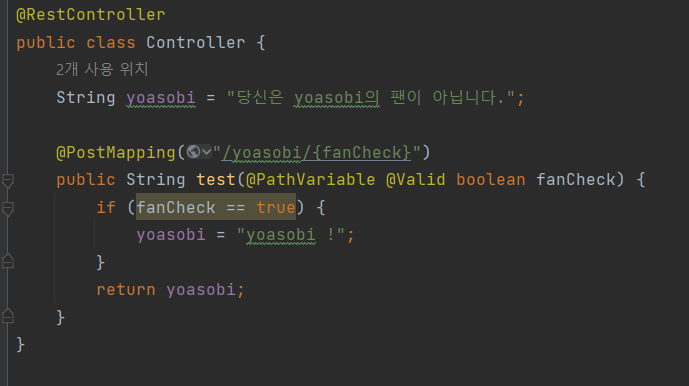 @RestController
public class Controller {
2개 사용 위치
String yoasobi = "당신은 yoasobi의 팬이 아닙니다.";
@PostMapping("/yoasobi/{fanCheck}")
public String test(@PathVariable @Valid boolean fanCheck) {
if (fanCheck == true) {
yoasobi = "yoasobi !";
}
return yoasobi;
}
}